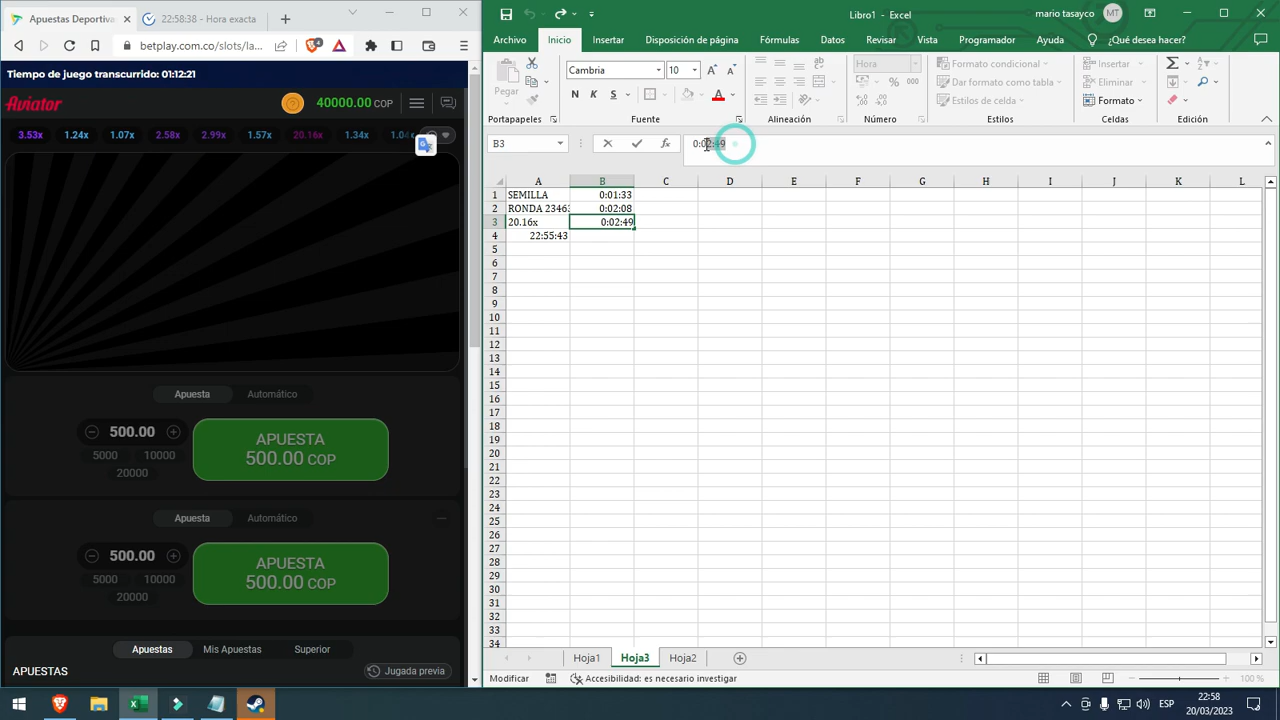 Apuestas Deportiva
22:58:38 - Hora exacta
betplay.com.co/slots/la...
Tiempo de juego transcurrido: 01:12:21
Aviator
40000.00 COP
3.53x 1.24x 1.07x 2.58x 2.99x 1.57x 20.16x 1.34x 1.04x
Apuesta Automático
500.00
5000 10000
20000
APUESTA
500.00 COP
Apuesta Automático
500.00
5000 10000
20000
APUESTA
500.00 COP
Apuestas Mis Apuestas Superior
APUESTAS
Jugada previa
Libro1 - Excel
mario tasayco MT
Archivo Inicio Insertar Disposición de página Fórmulas Datos Revisar Vista Programador Ayuda ¿Qué desea hacer?
Pegar
Cambria 10
N K S
Hora
% 000
Formato condicional
Dar formato como tabla
Estilos de celda
Insertar
Eliminar
Formato
Portapapeles Fuente Alineación Número Estilos Celdas Edición
B3 fx 0:02:49
A B C D E F G H I J K L
1 SEMILLA 0:01:33
2 RONDA 23463 0:02:08
3 20.16x 0:02:49
4 22:55:43
5
6
7
8
9
10
11
12
13
14
15
16
17
18
19
20
21
22
23
24
25
26
27
28
29
30
31
32
33
34
Hoja1 Hoja3 Hoja2
Modificar
Accesibilidad: es necesario investigar
100 %
ESP
22:58
20/03/2023